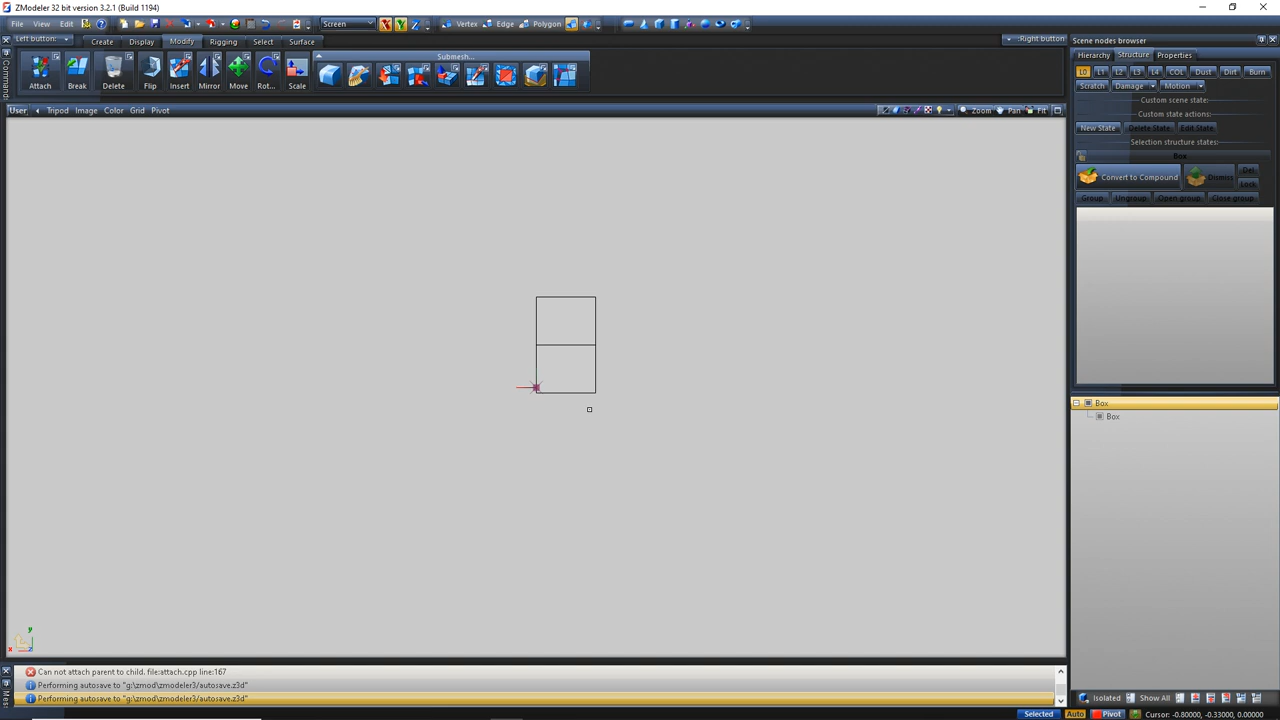 ZModeler 32 bit version 3.2.1 (Build 1194)
File View Edit Screen Vertex Edge Polygon
Scene nodes browser
Left button: Create Display Modify Rigging Select Surface :Right button
Hierarchy Structure Properties
Commands
Submesh...
Attach Break Delete Flip Insert Mirror Move Rot... Scale
L0 L1 L2 L3 L4 COL Dust Dirt Burn
Scratch Damage Motion
Custom scene state:
User Tripod Image Color Grid Pivot Zoom Pan Fit
Custom state actions:
New State Delete State Edit State
Selection structure states:
Box
Convert to Compound Dismiss Del
Lock
Group Ungroup Open group Close group
Box
Box
y
x z
Can not attach parent to child. file:attach.cpp line:167
Performing autosave to "g:\zmod\zmodeler3/autosave.z3d"
Performing autosave to "g:\zmod\zmodeler3/autosave.z3d"
Isolated Show All
Selected Auto Pivot Cursor: -0.80000, -0.33000, 0.00000